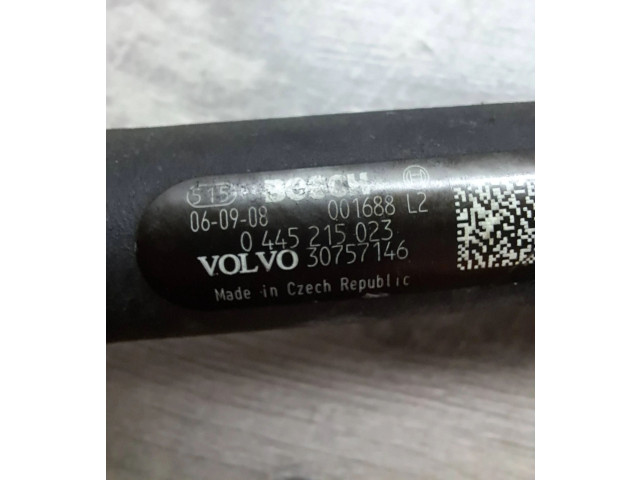 515 BOSCH
06-09-08 001688 L2
0 445 215 023
VOLVO 30757146
Made in Czech Republic